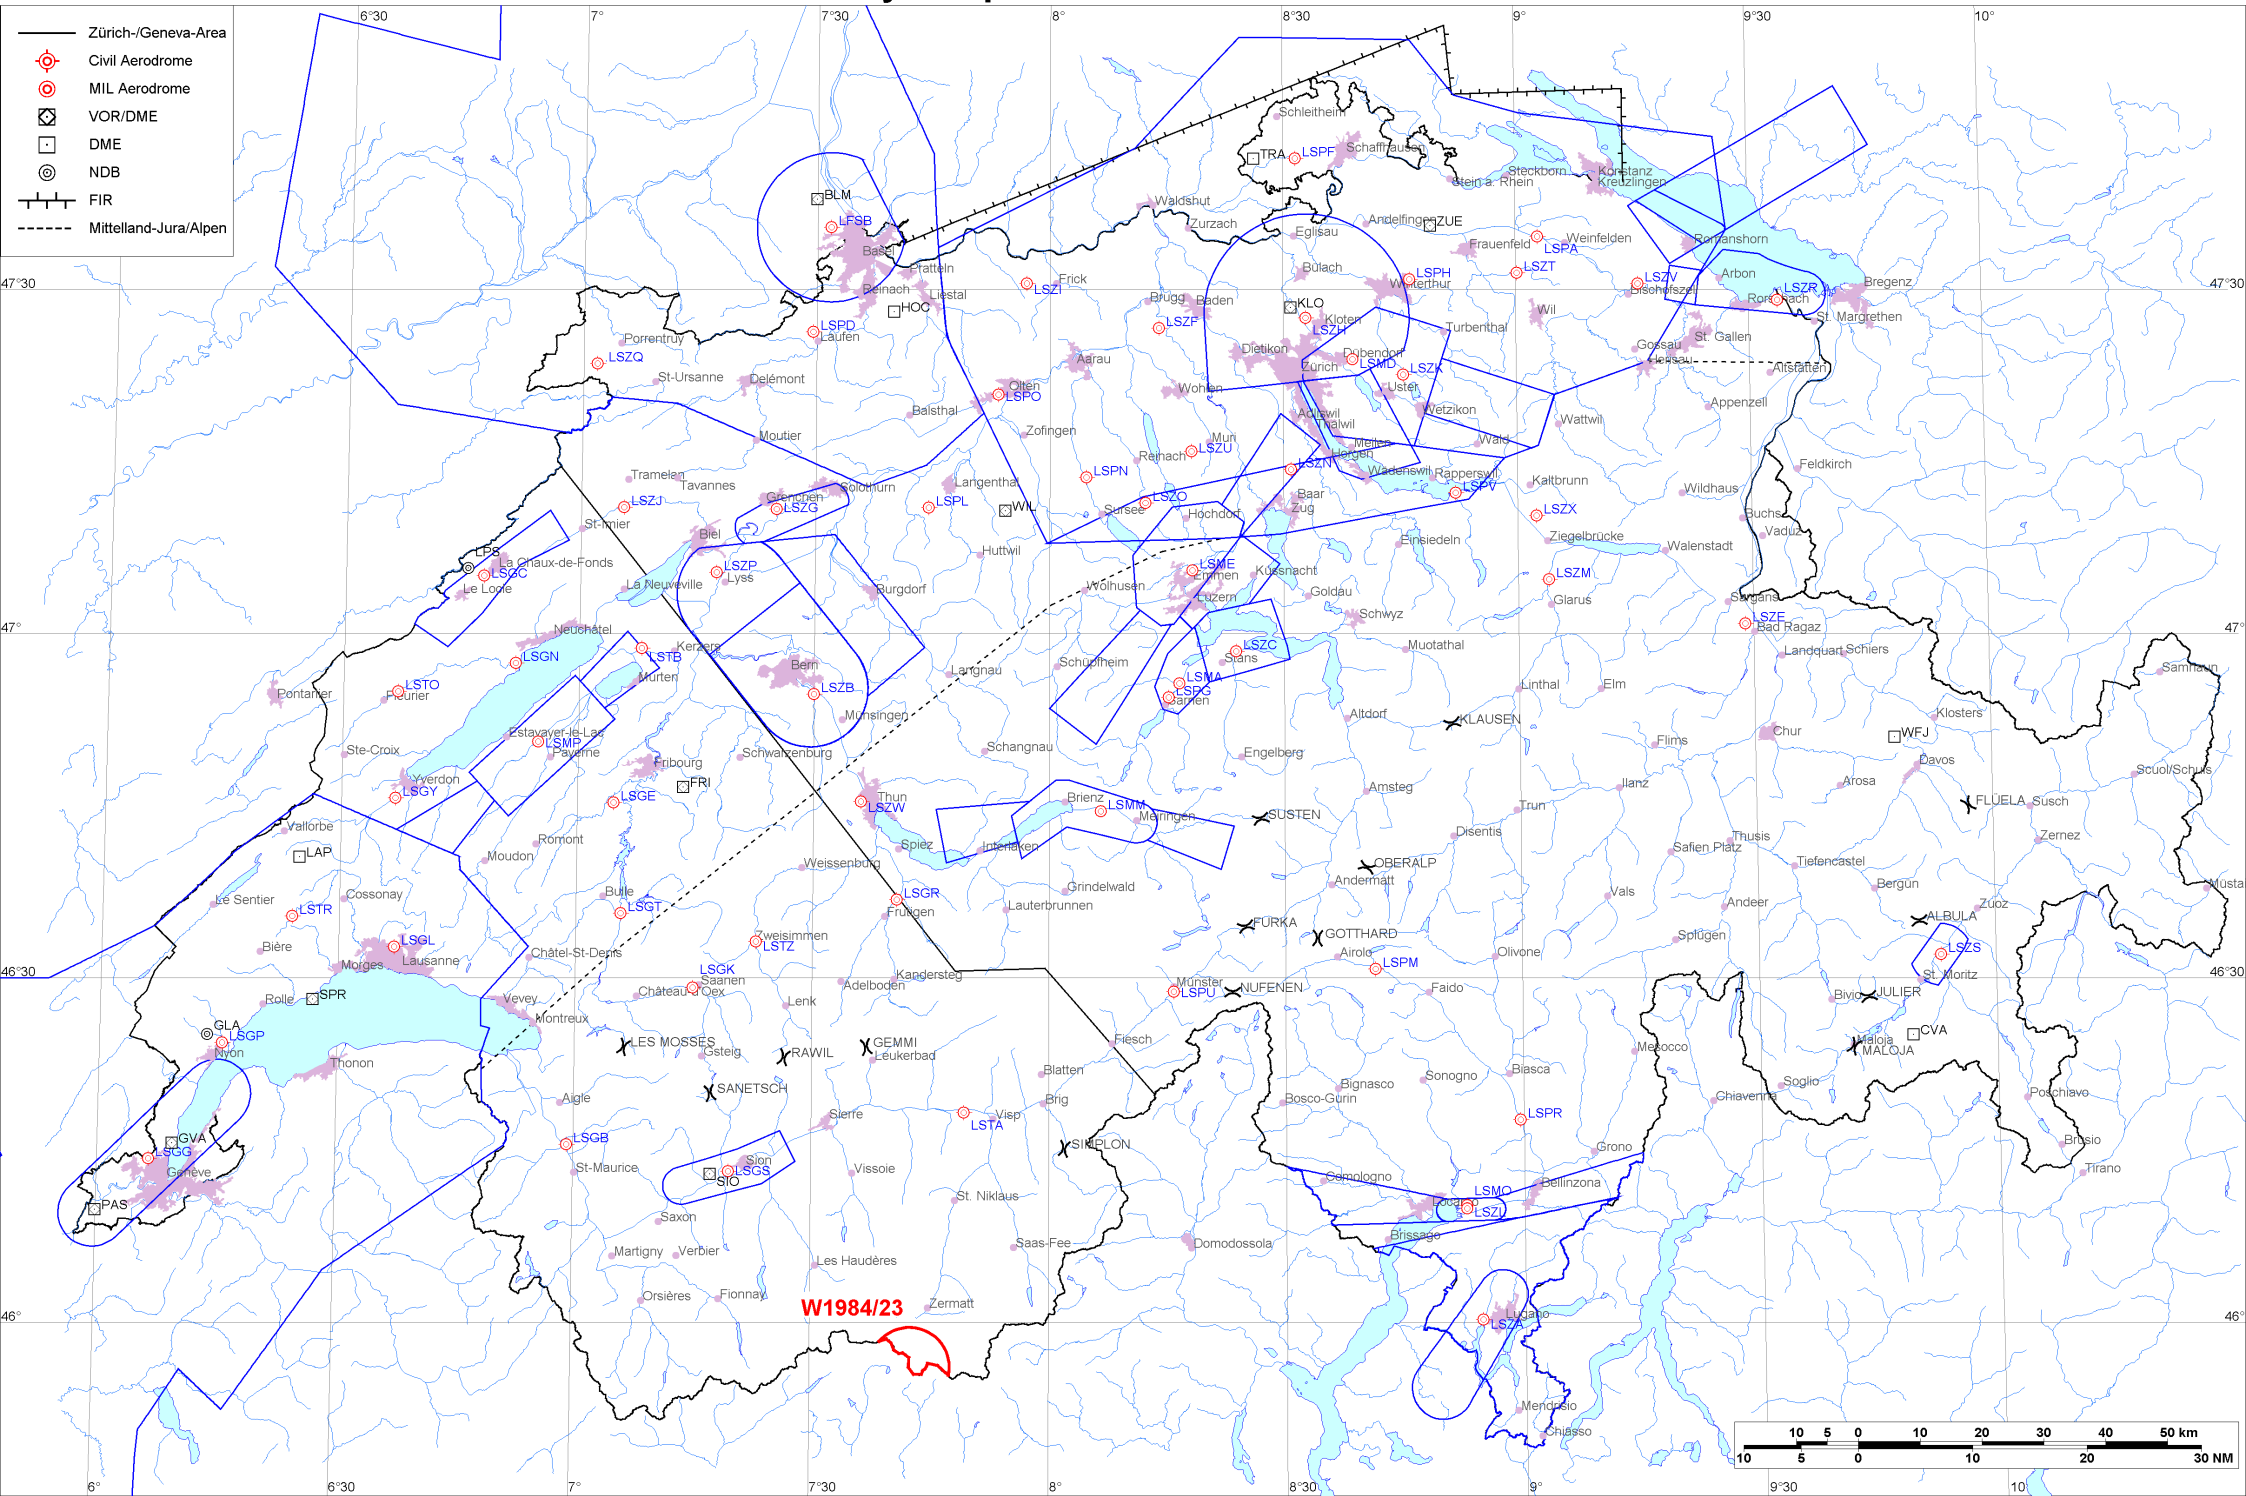 6°30
7°
7°30
8°
8°30
9°
9°30
10°
Zürich-/Geneva-Area
Civil Aerodrome
MIL Aerodrome
VOR/DME
DME
NDB
FIR
Mittelland-Jura/Alpen
Schleitheim
TRA
LSPF
Schaffhausen
Stein a. Rhein
Steckborn
Konstanz
Kreuzlingen
BLM
LFSB
Basel
Waldshut
Zurzach
Eglisau
Andelfingen
ZUE
Frauenfeld
LSPA
Weinfelden
Romanshorn
Pratteln
Reinach
Liestal
HOC
LSZI
Frick
Bülach
LSPH
Winterthur
LSZT
LSZV
Bischofszell
Arbon
LSZR
Rorschach
Bregenz
47°30
47°30
St. Margrethen
Brugg
Baden
KLO
Kloten
LSZH
LSZF
Wil
Turbenthal
LSPD
Laufen
Porrentruy
LSZQ
St-Ursanne
Delémont
Aarau
Olten
LSPO
Balsthal
Zofingen
Dietikon
Zürich
Dübendorf
LSMD
LSZK
Uster
Wetzikon
Wohlen
Adliswil
Thalwil
Gossau
Herisau
St. Gallen
Altstätten
Appenzell
Wattwil
Moutier
Muri
LSZU
Reinach
Horgen
Meilen
Wald
Wädenswil
Rapperswil
LSPV
LSZN
LSPN
Tramelan
Tavannes
LSZJ
St-Imier
Grenchen
LSZG
Solothurn
Langenthal
LSPL
WIL
Sursee
LSZO
Hochdorf
Baar
Zug
Kaltbrunn
LSZX
Ziegelbrücke
Wildhaus
Feldkirch
Buchs
Vaduz
Walenstadt
Einsiedeln
Biel
LPS
La Chaux-de-Fonds
LSGC
Le Locle
LSZP
Lyss
La Neuveville
Huttwil
Burgdorf
Wolhusen
LSME
Emmen
Luzern
Küssnacht
Goldau
Schwyz
LSZM
Glarus
Sargans
LSZE
Bad Ragaz
47°
47°
Neuchâtel
LSGN
LSTB
Kerzers
Murten
Bern
LSZB
Münsingen
Langnau
Schüpfheim
LSZC
Stans
LSMA
LSPG
Sarnen
Muotathal
Landquart
Schiers
Samnaun
Pontarlier
LSTO
Fleurier
Ste-Croix
Estavayer-le-Lac
LSMP
Payerne
Schwarzenburg
Schangnau
Altdorf
Engelberg
KLAUSEN
Linthal
Elm
Klosters
WFJ
Davos
Chur
Flims
Arosa
Scuol/Schuls
Yverdon
LSGY
Fribourg
FRI
LSGE
Thun
LSZW
Brienz
LSMM
Meiringen
Amsteg
SUSTEN
Ilanz
Trun
Disentis
FLÜELA
Susch
Zernez
Vallorbe
LAP
Romont
Moudon
Spiez
Interlaken
Weissenburg
Safien Platz
Thusis
Tiefencastel
OBERALP
Andermatt
Le Sentier
Cossonay
LSTR
Bulle
LSGT
LSGR
Frutigen
Grindelwald
Lauterbrunnen
Vals
Andeer
Bergün
Zuoz
ALBULA
LSZS
St. Moritz
FURKA
GOTTHARD
Airolo
LSPM
Olivone
Splügen
Bière
LSGL
Morges
Lausanne
Châtel-St-Denis
Zweisimmen
LSTZ
46°30
46°30
LSGK
Saanen
Château-d'Oex
Adelboden
Kandersteg
Lenk
Münster
LSPU
NUFENEN
Faido
Bivio
JULIER
Rolle
SPR
Vevey
Montreux
GLA
LSGP
Nyon
Thonon
LES MOSSES
Gsteig
RAWIL
GEMMI
Leukerbad
Fiesch
Mesocco
CVA
Maloja
MALOJA
SANETSCH
Blatten
Brig
Bignasco
Sonogno
Biasca
Bosco-Gurin
Soglio
Chiavenna
Poschiavo
Aigle
LSGB
St-Maurice
Sierre
LSTA
Visp
LSPR
Grono
GVA
LSGG
Genève
PAS
Sion
LSGS
SIO
SIMPLON
Brusio
Tirano
Vissoie
St. Niklaus
Comologno
LSMO
LSZL
Locarno
Bellinzona
Brissago
Saxon
Martigny
Verbier
Les Haudères
Saas-Fee
Domodossola
Orsières
Fionnay
Zermatt
W1984/23
46°
46°
Lugano
LSZA
Mendrisio
Chiasso
10 5 0 10 20 30 40 50 km
10 5 0 10 20 30 NM
6°
6°30
7°
7°30
8°
8°30
9°
9°30
10°